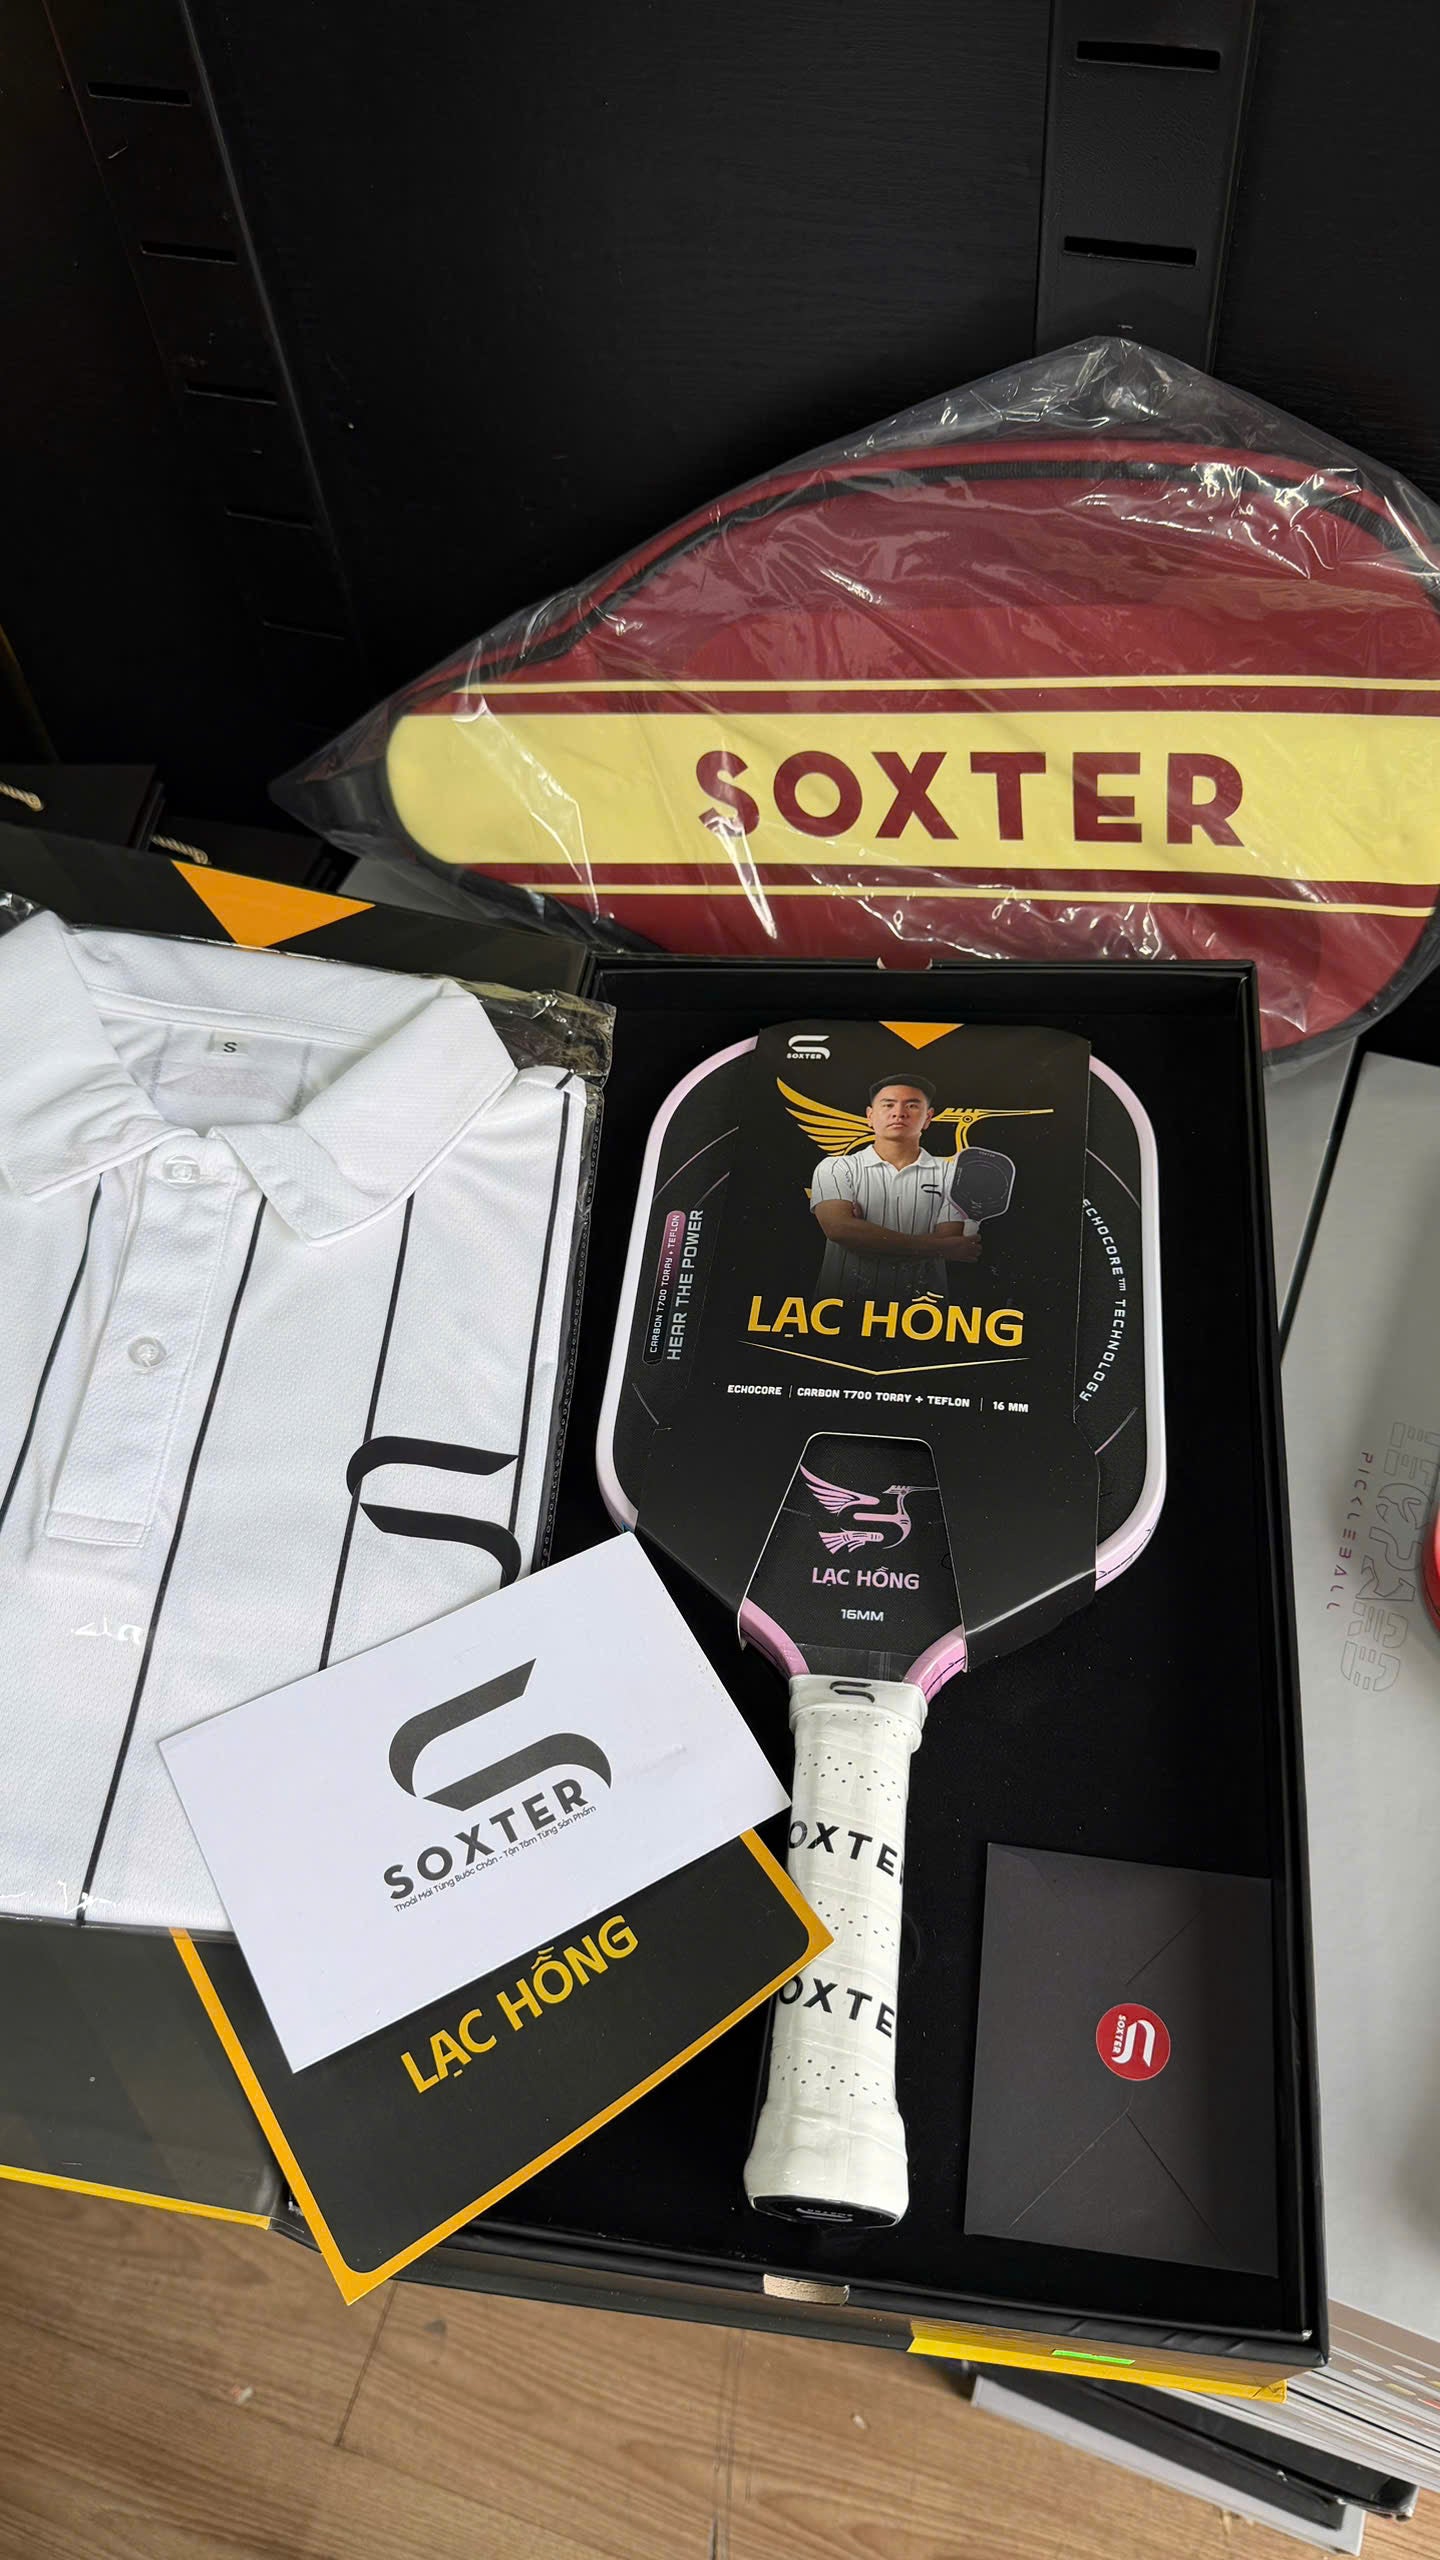 SOXTER
S
SOXTER
CARBON T700 TORAY + TEFLON
HEAR THE POWER
ECHOCORE™ TECHNOLOGY
LẠC HỒNG
ECHOCORE | CARBON T700 TORAY + TEFLON | 16 MM
LẠC HỒNG
16MM
SOXTER
Thoải Mái Từng Bước Chân - Tận Tâm Từng Sản Phẩm
LẠC HỒNG
OXTE
OXTE
SOXTER
PICKLEBALL